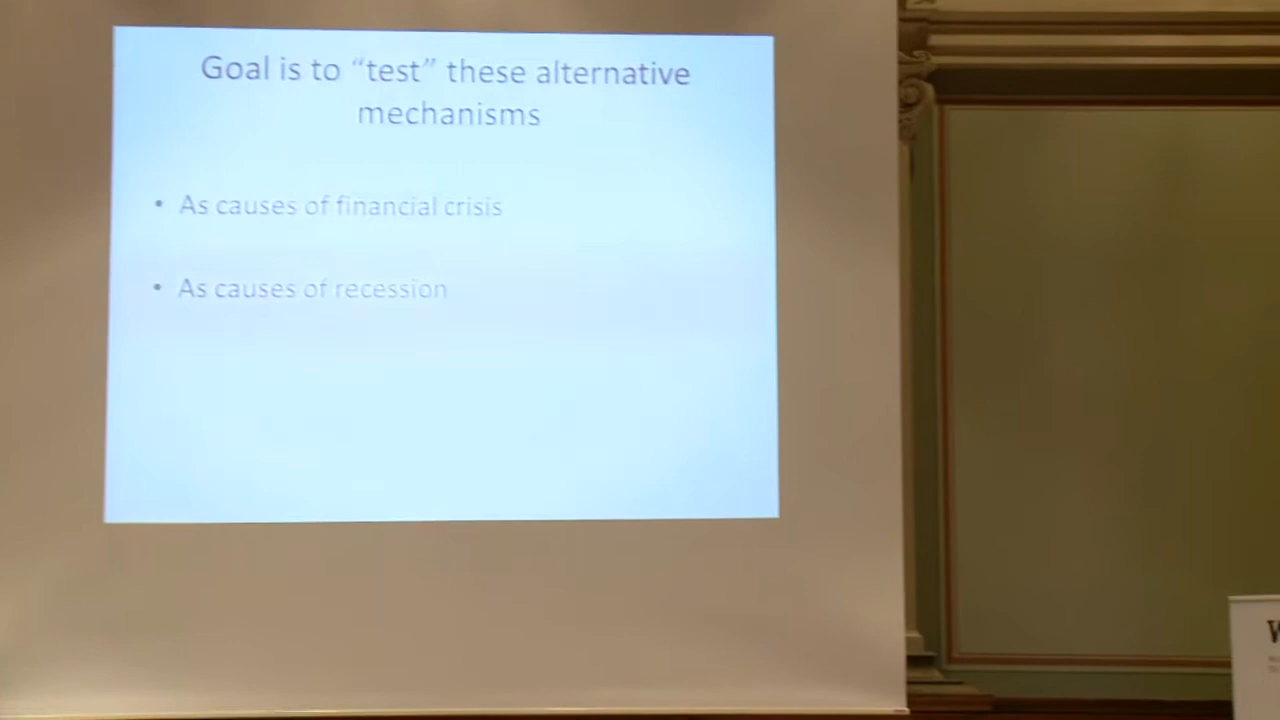 Goal is to “test” these alternative
mechanisms
• As causes of financial crisis
• As causes of recession